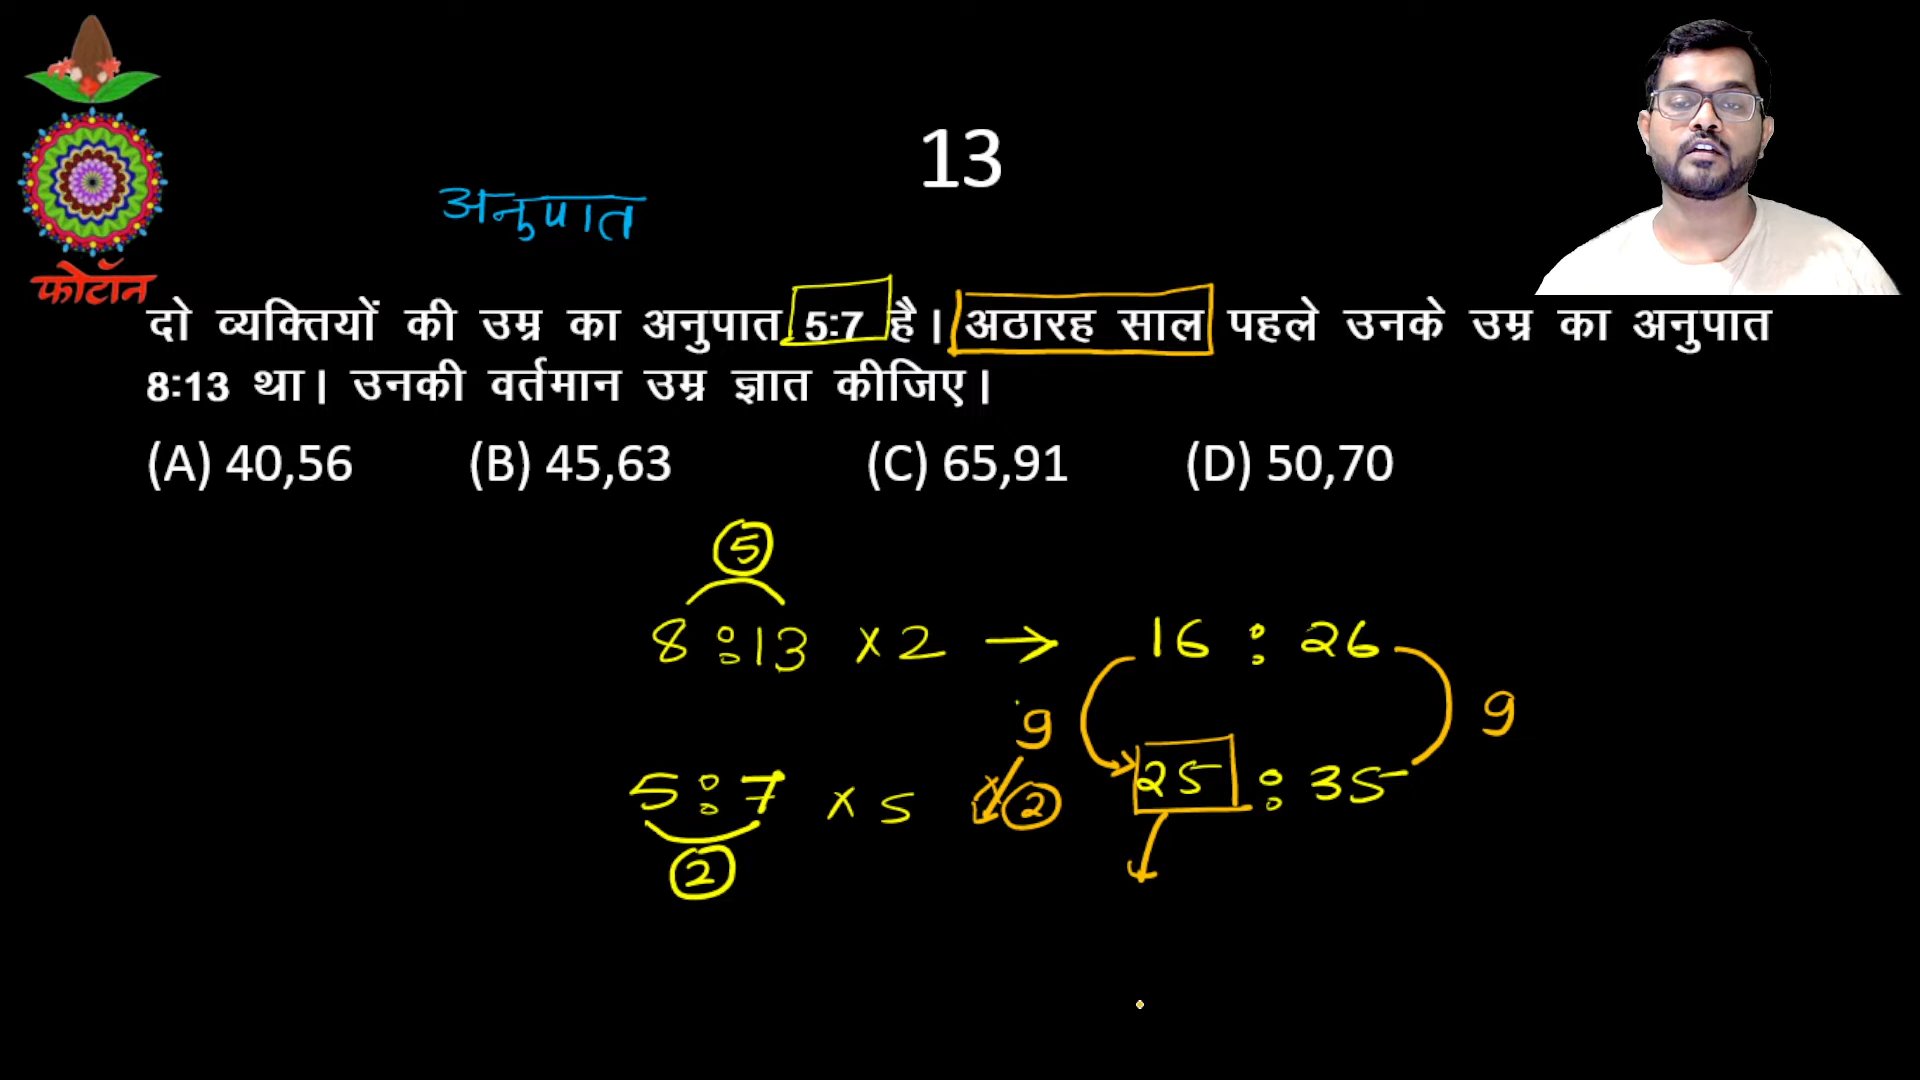 13
अनुपात
फोटॉन
दो व्यक्तियों की उम्र का अनुपात 5:7 है। अठारह साल पहले उनके उम्र का अनुपात
8:13 था। उनकी वर्तमान उम्र ज्ञात कीजिए।
(A) 40,56 (B) 45,63 (C) 65,91 (D) 50,70
5
8:13 ×2 → 16 : 26
9 9
5:7 ×5 ×2 25 : 35
2